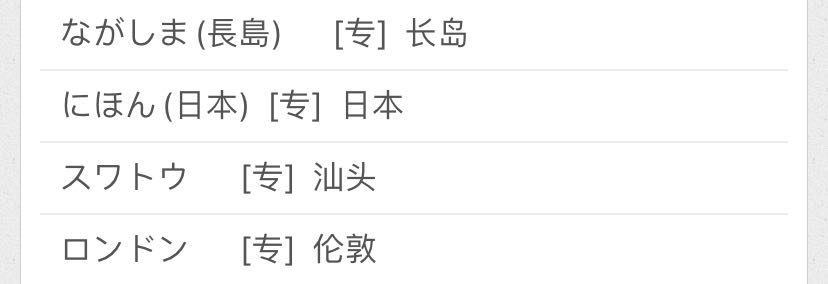 ながしま(長島) [专] 长岛
にほん(日本) [专] 日本
スワトウ [专] 汕头
ロンドン [专] 伦敦